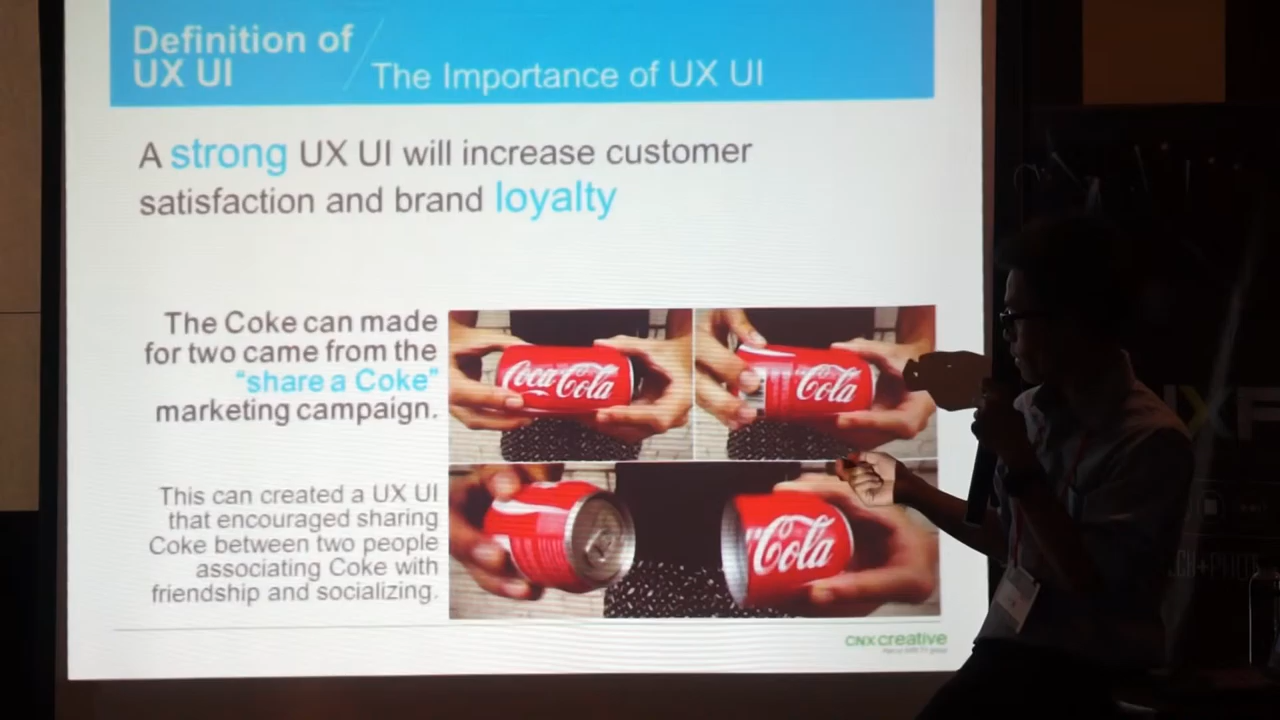 Definition of
UX UI
The Importance of UX UI
A strong UX UI will increase customer
satisfaction and brand loyalty
The Coke can made
for two came from the
“share a Coke”
marketing campaign.
This can created a UX UI
that encouraged sharing
Coke between two people
associating Coke with
friendship and socializing.
Coca-Cola
Cola
Cola
CNX creative